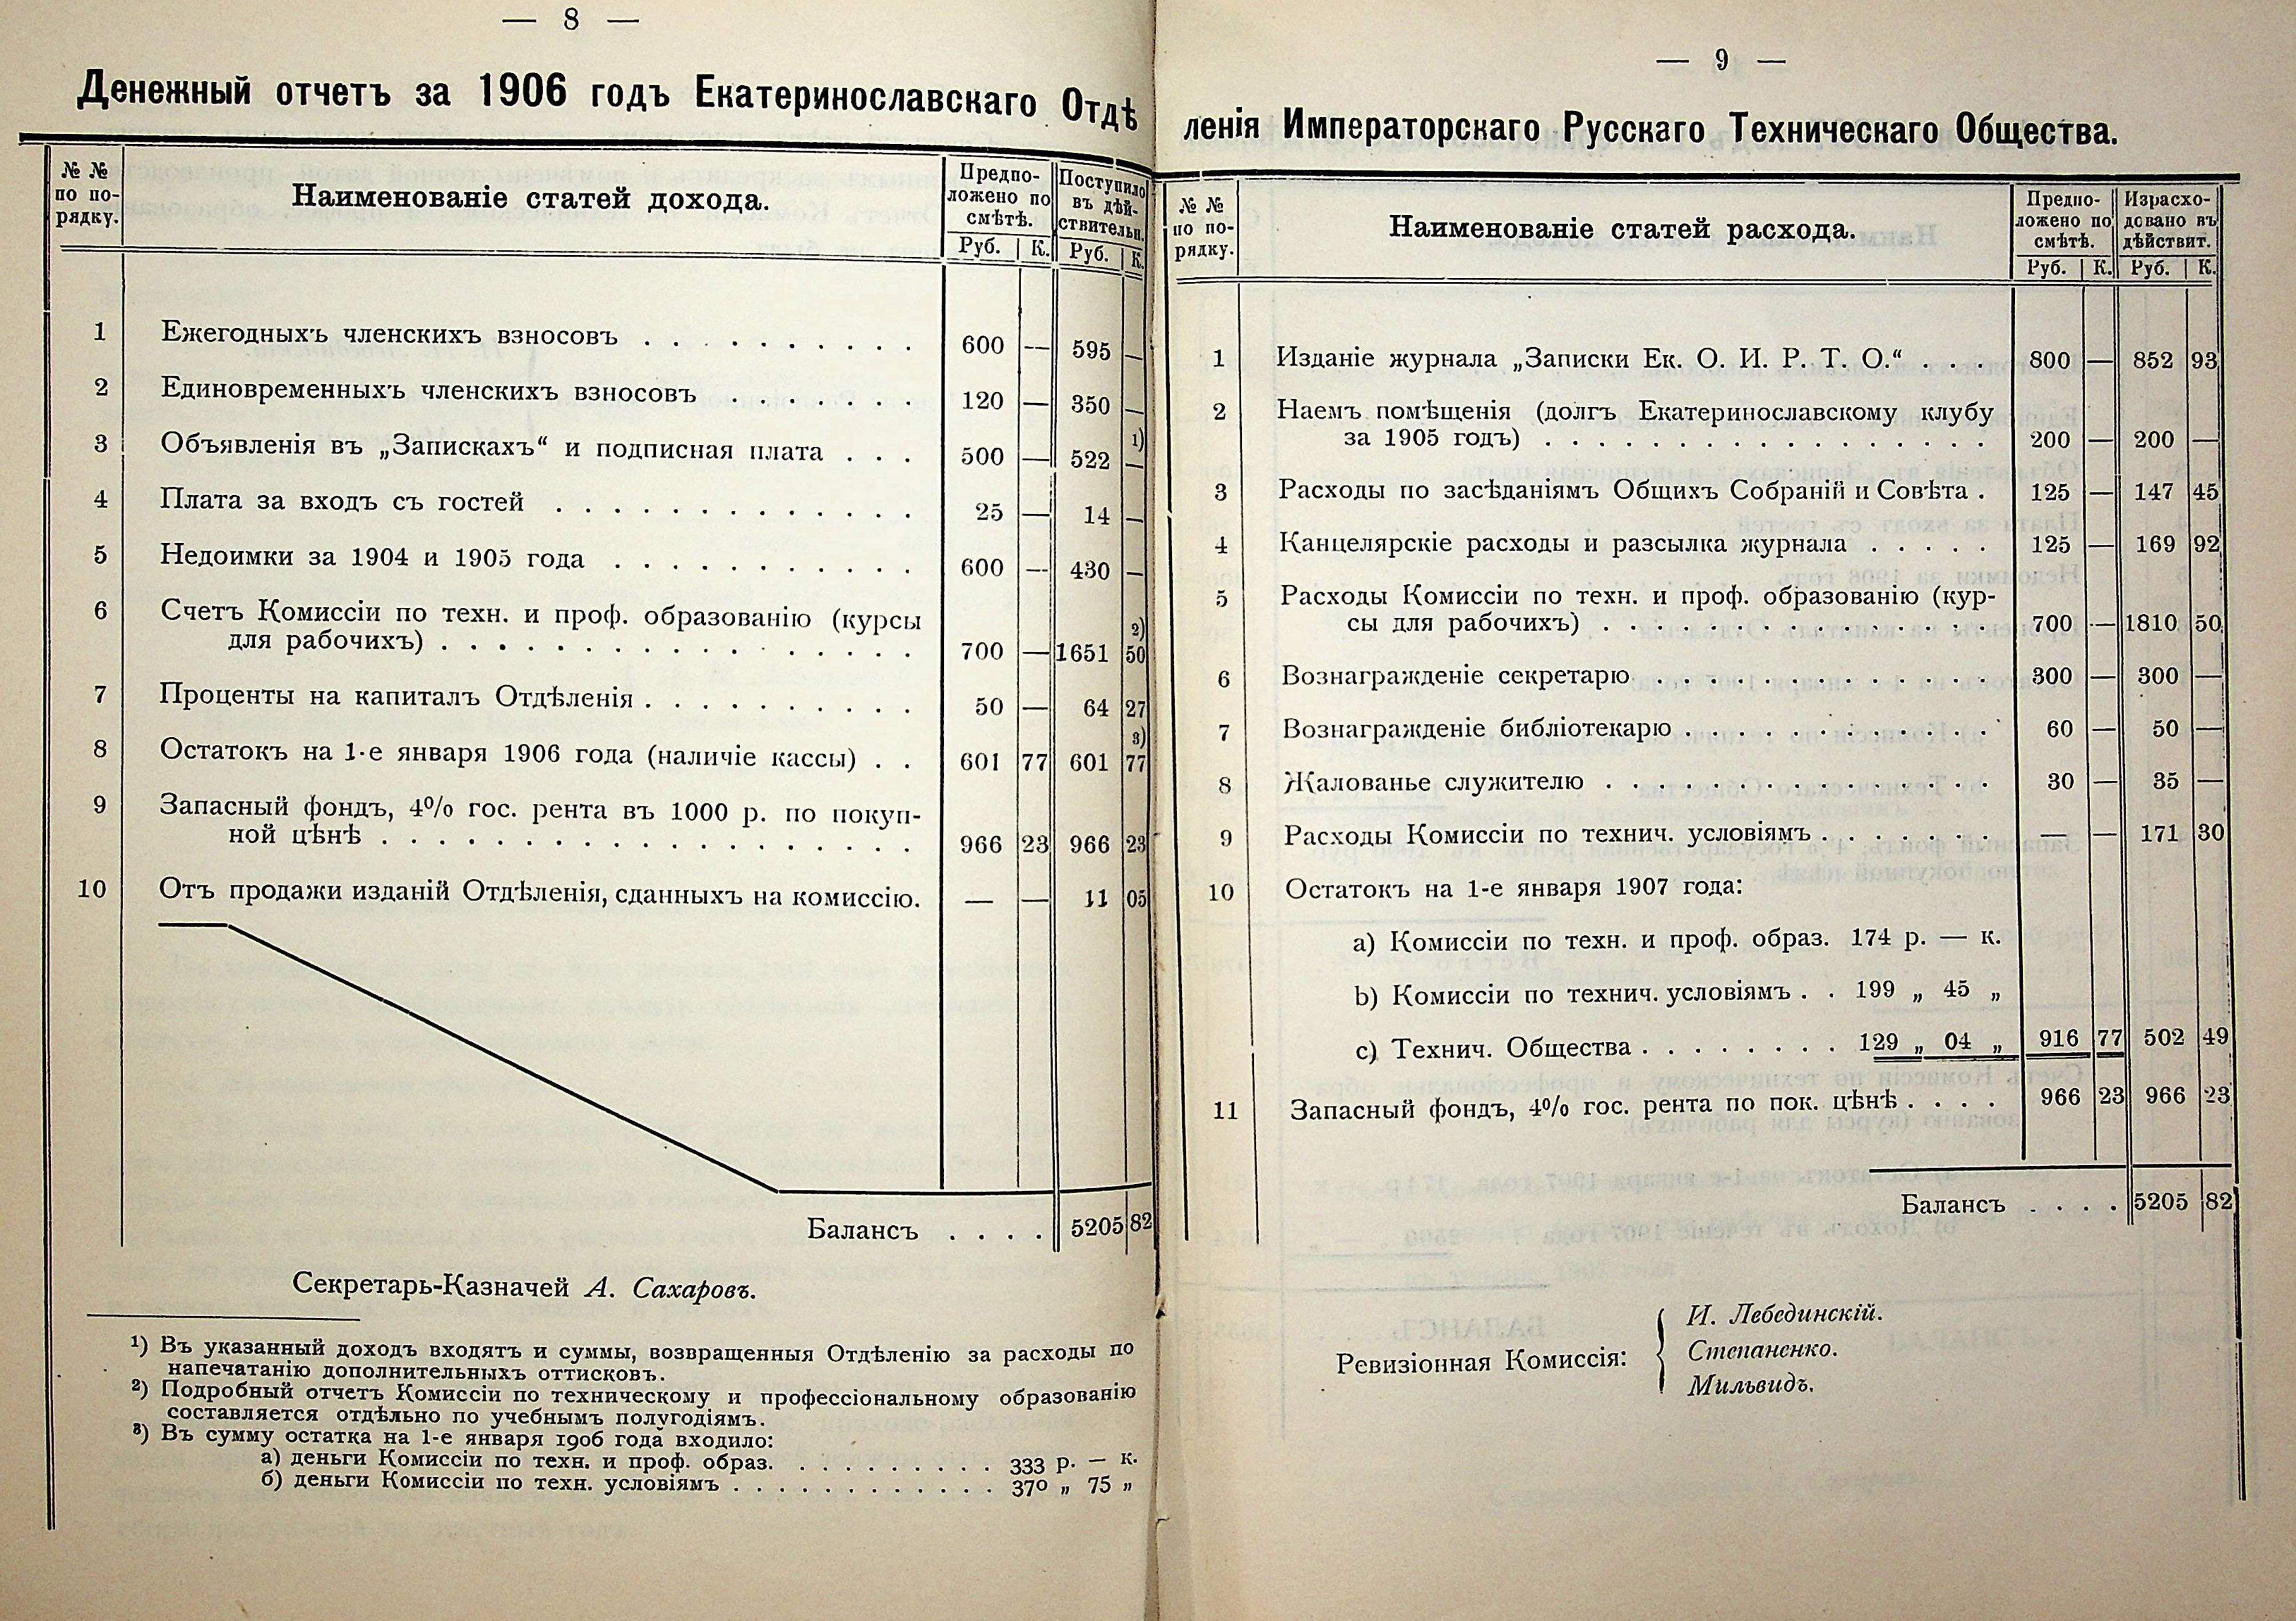 — 8 —
Денежный отчетъ за 1906 годъ Екатеринославскаго Отдѣ
№ № по по-рядку.
Наименованіе статей дохода.
Предпо-ложено по смѣтѣ.
Поступило въ дѣй-ствительн.
Руб. К. Руб. К.
1 Ежегодныхъ членскихъ взносовъ . . . . . . . . . . 600 — 595 —
2 Единовременныхъ членскихъ взносовъ . . . . . . . 120 — 350 —
3 Объявленія въ „Запискахъ“ и подписная плата . . . 500 — 522 1) —
4 Плата за входъ съ гостей . . . . . . . . . . . . . 25 — 14 —
5 Недоимки за 1904 и 1905 года . . . . . . . . . . . 600 — 430 —
6 Счетъ Комиссіи по техн. и проф. образованію (курсы
для рабочихъ) . . . . . . . . . . . . . . . . . 700 — 1651 2) 50
7 Проценты на капиталъ Отдѣленія . . . . . . . . . . 50 — 64 27
8 Остатокъ на 1-е января 1906 года (наличіе кассы) . . 601 77 601 3) 77
9 Запасный фондъ, 4% гос. рента въ 1000 р. по покуп-
ной цѣнѣ . . . . . . . . . . . . . . . . . . . 966 23 966 23
10 Отъ продажи изданій Отдѣленія, сданныхъ на комиссію. — — 11 05
Балансъ . . . . 5205 82
Секретарь-Казначей А. Сахаровъ.
1) Въ указанный доходъ входятъ и суммы, возвращенныя Отдѣленію за расходы по
напечатанію дополнительныхъ оттисковъ.
2) Подробный отчетъ Комиссіи по техническому и профессіональному образованію
составляется отдѣльно по учебнымъ полугодіямъ.
3) Въ сумму остатка на 1-е января 1906 года входило:
а) деньги Комиссіи по техн. и проф. образ. . . . . . . . . . . 333 р. — к.
б) деньги Комиссіи по техн. условіямъ . . . . . . . . . . . . . 370 „ 75 „
— 9 —
ленія Императорскаго Русскаго Техническаго Общества.
№ № по по-рядку.
Наименованіе статей расхода.
Предпо-ложено по смѣтѣ.
Израсхо-довано въ дѣйствит.
Руб. К. Руб. К.
1 Изданіе журнала „Записки Ек. О. И. Р. Т. О.“ . . . 800 — 852 93
2 Наемъ помѣщенія (долгъ Екатеринославскому клубу
за 1905 годъ) . . . . . . . . . . . . . . . . . 200 — 200 —
3 Расходы по засѣданіямъ Общихъ Собраній и Совѣта . 125 — 147 45
4 Канцелярскіе расходы и разсылка журнала . . . . . 125 — 169 92
5 Расходы Комиссіи по техн. и проф. образованію (кур-
сы для рабочихъ) . . . . . . . . . . . . . . . 700 — 1810 50
6 Вознагражденіе секретарю . . . . . . . . . . . . . 300 — 300 —
7 Вознагражденіе библіотекарю . . . . . . . . . . . . 60 — 50 —
8 Жалованье служителю . . . . . . . . . . . . . . . 30 — 35 —
9 Расходы Комиссіи по технич. условіямъ . . . . . . . — — 171 30
10 Остатокъ на 1-е января 1907 года:
a) Комиссіи по техн. и проф. образ. 174 р. — к.
b) Комиссіи по технич. условіямъ . . 199 „ 45 „
c) Технич. Общества . . . . . . . . 129 „ 04 „ 916 77 502 49
11 Запасный фондъ, 4% гос. рента по пок. цѣнѣ . . . . 966 23 966 23
Балансъ . . . . 5205 82
Ревизіонная Комиссія:
И. Лебединскій.
Степаненко.
Мильвидъ.